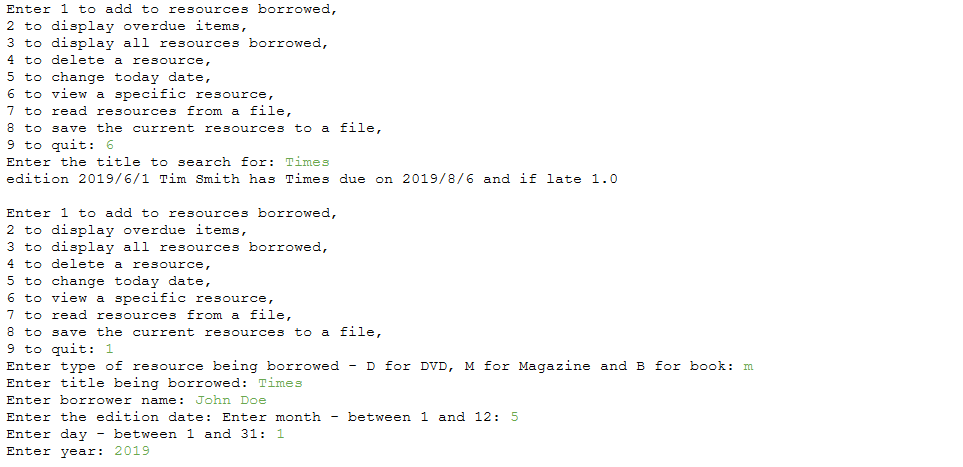 Enter 1 to add to resources borrowed,
2 to display overdue items,
3 to display all resources borrowed,
4 to delete a resource,
5 to change today date,
6 to view a specific resource,
7 to read resources from a file,
8 to save the current resources to a file,
9 to quit: 6
Enter the title to search for: Times
edition 2019/6/1 Tim Smith has Times due on 2019/8/6 and if late 1.0
Enter 1 to add to resources borrowed,
2 to display overdue items,
3 to display all resources borrowed,
4 to delete a resource,
5 to change today date,
6 to view a specific resource,
7 to read resources from a file,
8 to save the current resources to a file,
9 to quit: 1
Enter type of resource being borrowed - D for DVD, M for Magazine and B for book: m
Enter title being borrowed: Times
Enter borrower name: John Doe
Enter the edition date: Enter month - between 1 and 12: 5
Enter day - between 1 and 31: 1
Enter year: 2019